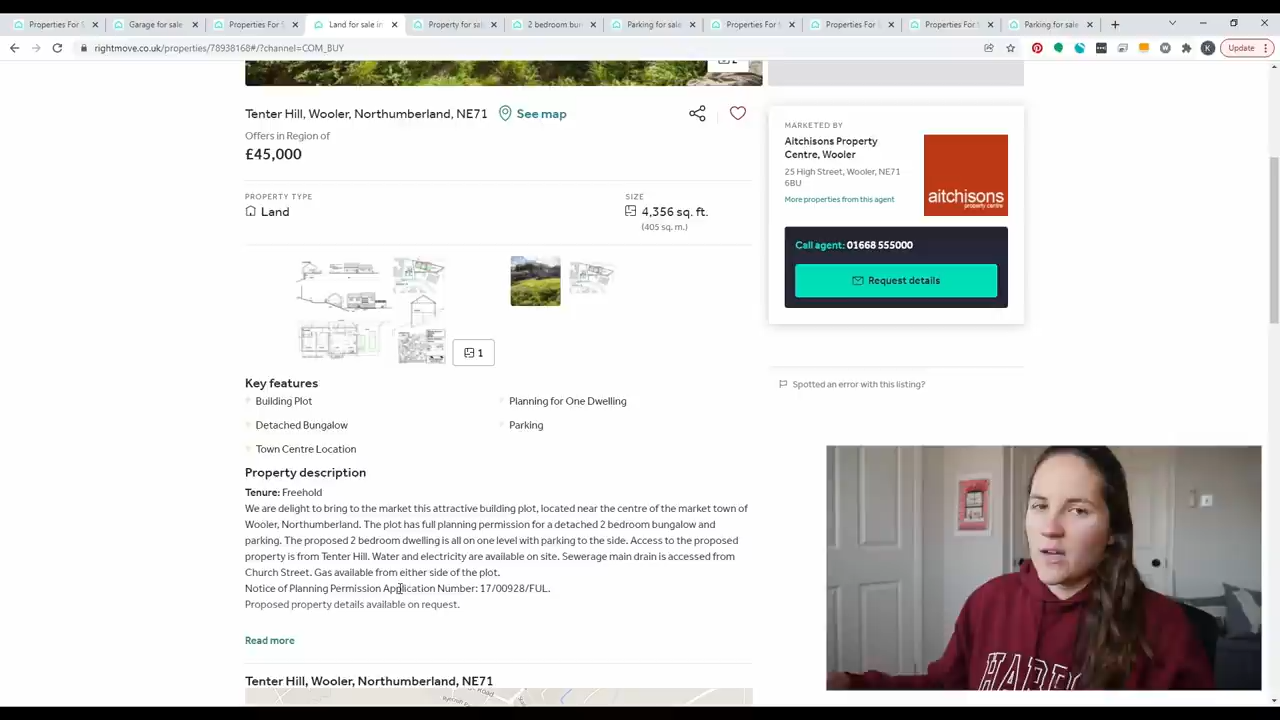 Properties For S
Garage for sale
Properties For S
Land for sale in
Property for sal
2 bedroom bun
Parking for sale
Properties For S
Properties For S
Properties For S
Parking for sale
rightmove.co.uk/properties/78938168#/?channel=COM_BUY
Update
Tenter Hill, Wooler, Northumberland, NE71
See map
Offers in Region of
£45,000
PROPERTY TYPE
Land
SIZE
4,356 sq. ft.
(405 sq. m.)
1
Key features
Building Plot
Planning for One Dwelling
Detached Bungalow
Parking
Town Centre Location
Property description
Tenure: Freehold
We are delight to bring to the market this attractive building plot, located near the centre of the market town of
Wooler, Northumberland. The plot has full planning permission for a detached 2 bedroom bungalow and
parking. The proposed 2 bedroom dwelling is all on one level with parking to the side. Access to the proposed
property is from Tenter Hill. Water and electricity are available on site. Sewerage main drain is accessed from
Church Street. Gas available from either side of the plot.
Notice of Planning Permission Application Number: 17/00928/FUL.
Proposed property details available on request.
Read more
Tenter Hill, Wooler, Northumberland, NE71
MARKETED BY
Aitchisons Property
Centre, Wooler
25 High Street, Wooler, NE71
6BU
More properties from this agent
aitchisons
property centre
Call agent: 01668 555000
Request details
Spotted an error with this listing?